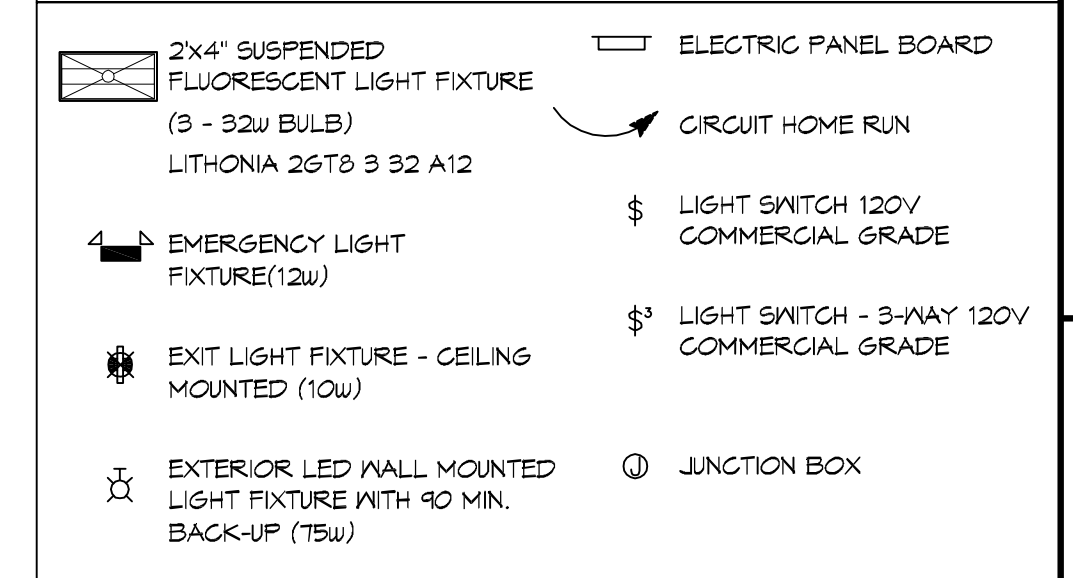 2'x4" SUSPENDED
FLUORESCENT LIGHT FIXTURE
(3 - 32w BULB)
LITHONIA 2GT8 3 32 A12
EMERGENCY LIGHT
FIXTURE(12w)
EXIT LIGHT FIXTURE - CEILING
MOUNTED (10w)
EXTERIOR LED WALL MOUNTED
LIGHT FIXTURE WITH 90 MIN.
BACK-UP (75w)
ELECTRIC PANEL BOARD
CIRCUIT HOME RUN
$ LIGHT SWITCH 120V
COMMERCIAL GRADE
$³ LIGHT SWITCH - 3-WAY 120V
COMMERCIAL GRADE
J JUNCTION BOX